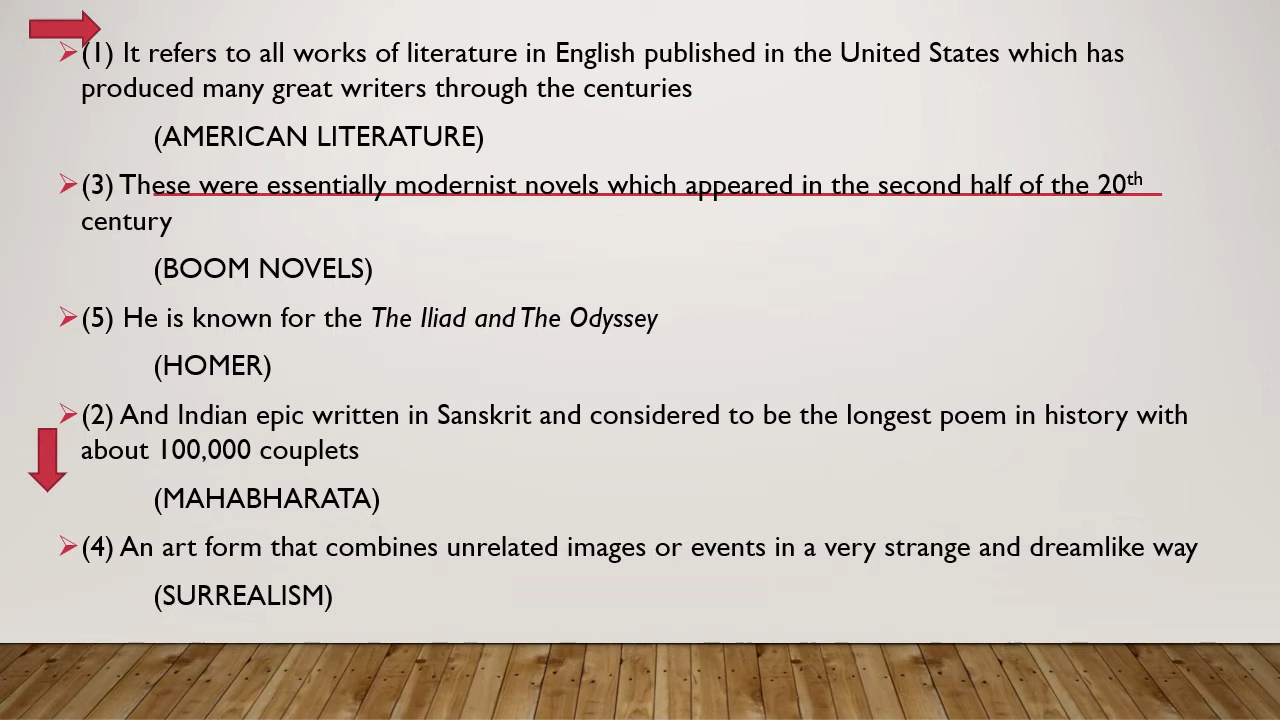 (1) It refers to all works of literature in English published in the United States which has
produced many great writers through the centuries
(AMERICAN LITERATURE)
(3) These were essentially modernist novels which appeared in the second half of the 20th
century
(BOOM NOVELS)
(5) He is known for the The Iliad and The Odyssey
(HOMER)
(2) And Indian epic written in Sanskrit and considered to be the longest poem in history with
about 100,000 couplets
(MAHABHARATA)
(4) An art form that combines unrelated images or events in a very strange and dreamlike way
(SURREALISM)